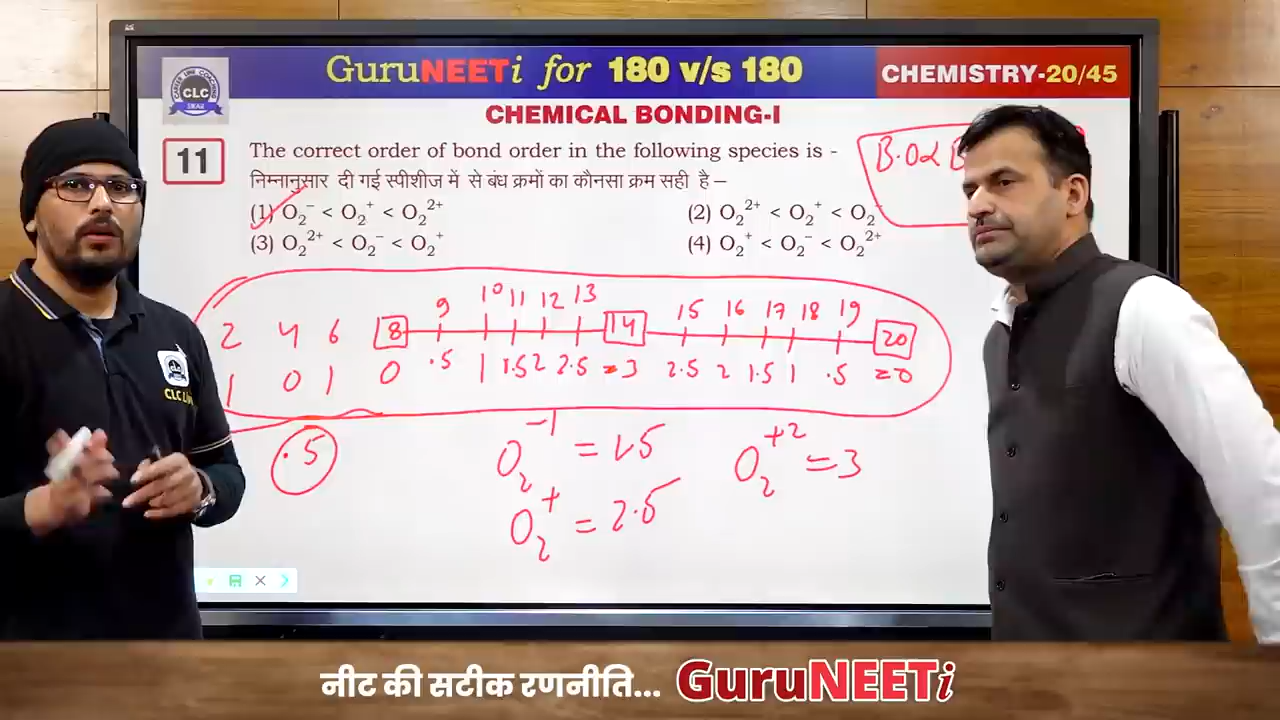 GuruNEETi for 180 v/s 180
CHEMISTRY-20/45
CLC
CHEMICAL BONDING-I
11
The correct order of bond order in the following species is -
निम्नानुसार दी गई स्पीशीज में से बंध क्रमों का कौनसा क्रम सही है –
(1) O₂⁻ < O₂⁺ < O₂²⁺
(2) O₂²⁺ < O₂⁺ < O₂
(3) O₂²⁺ < O₂⁻ < O₂⁺
(4) O₂⁺ < O₂⁻ < O₂²⁺
B.O α B
9 10 11 12 13 15 16 17 18 19
2 4 6 8 14 20
1 0 1 0 .5 1 1.5 2 2.5 =3 2.5 2 1.5 1 .5 =0
.5
O₂⁻¹ = 1.5
O₂⁺² = 3
O₂⁺ = 2.5
CLC
नीट की सटीक रणनीति... GuruNEETi